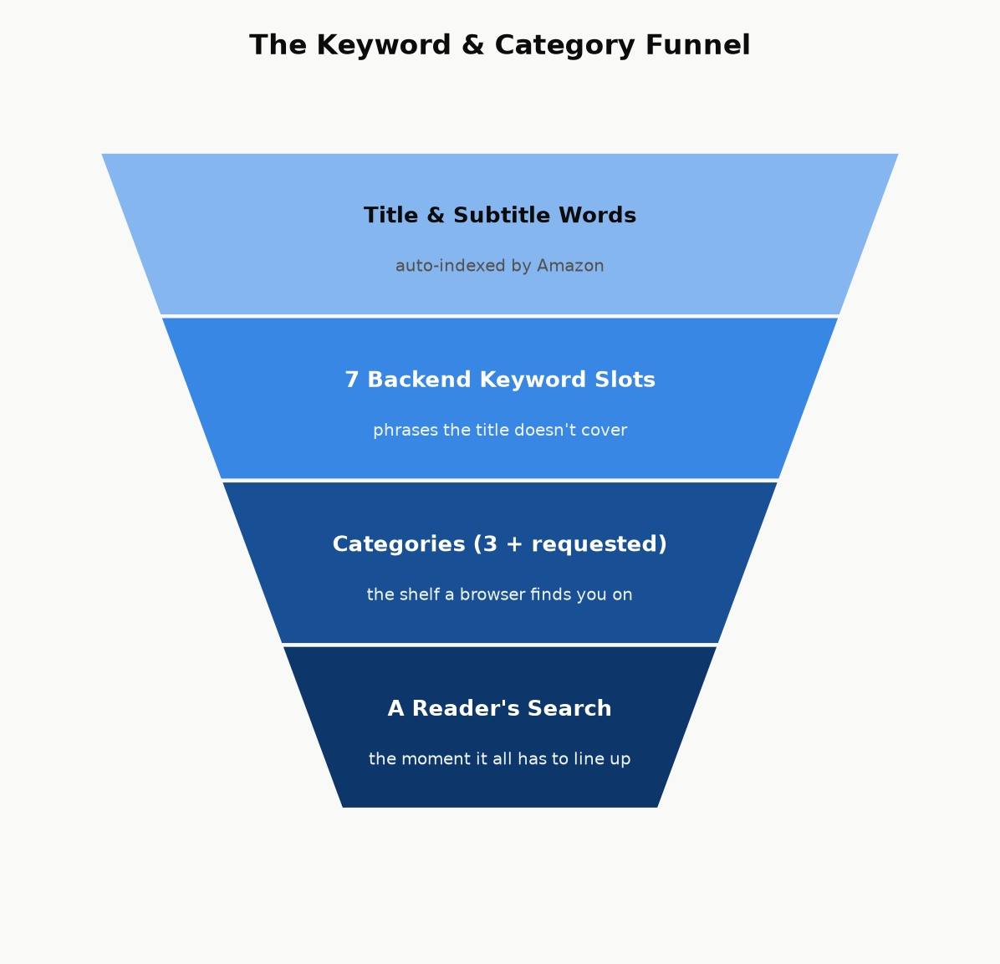 The Keyword & Category Funnel
Title & Subtitle Words
auto-indexed by Amazon
7 Backend Keyword Slots
phrases the title doesn't cover
Categories (3 + requested)
the shelf a browser finds you on
A Reader's Search
the moment it all has to line up